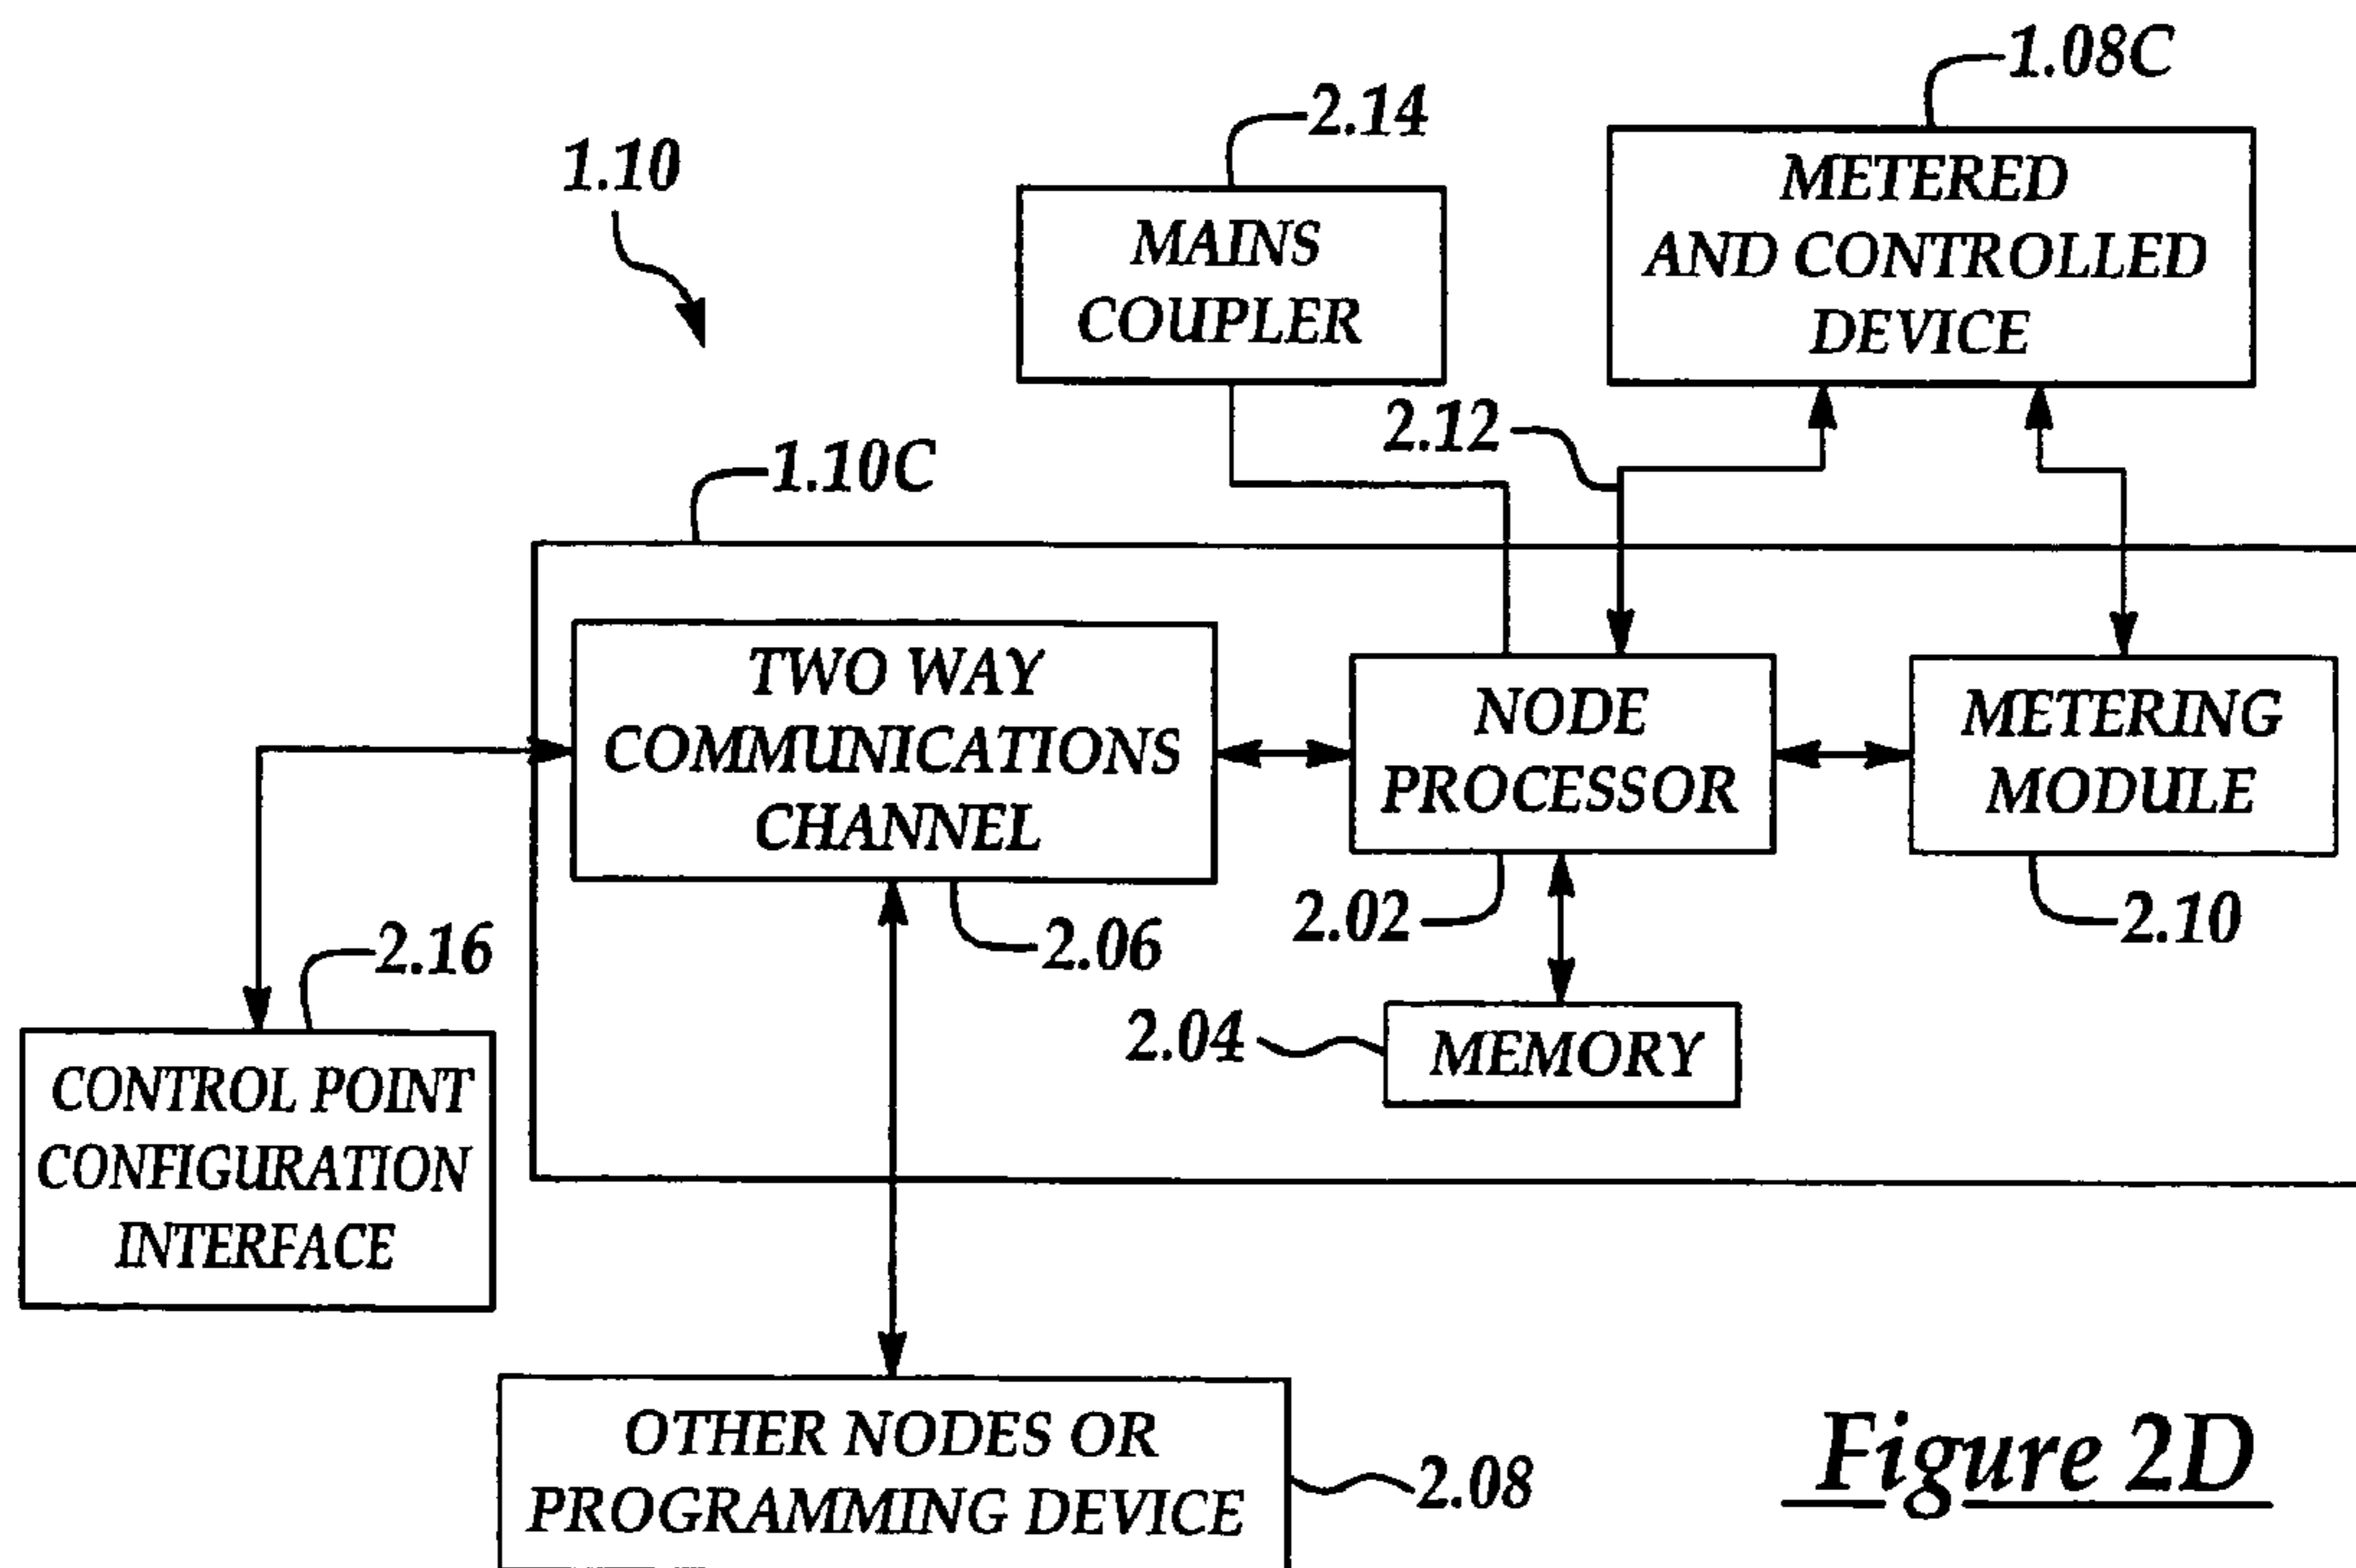 1.08C
2.14
1.10
METERED
AND CONTROLLED
DEVICE
MAINS
COUPLER
2.12
1.10C
TWO WAY
COMMUNICATIONS
CHANNEL
NODE
PROCESSOR
METERING
MODULE
2.06
2.02
2.10
2.16
2.04
MEMORY
CONTROL POINT
CONFIGURATION
INTERFACE
OTHER NODES OR
PROGRAMMING DEVICE
2.08
Figure 2D